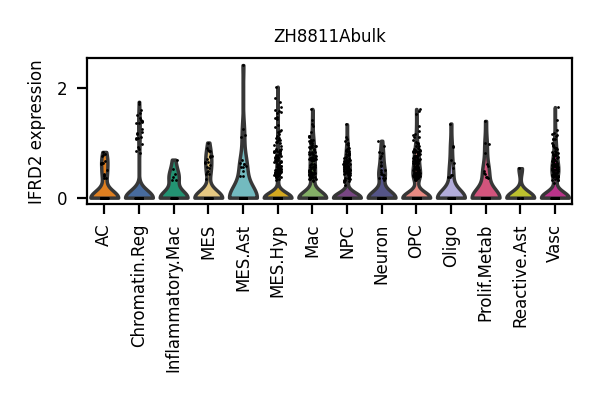 ZH8811Abulk
IFRD2 expression
2
0
AC
Chromatin.Reg
Inflammatory.Mac
MES
MES.Ast
MES.Hyp
Mac
NPC
Neuron
OPC
Oligo
Prolif.Metab
Reactive.Ast
Vasc